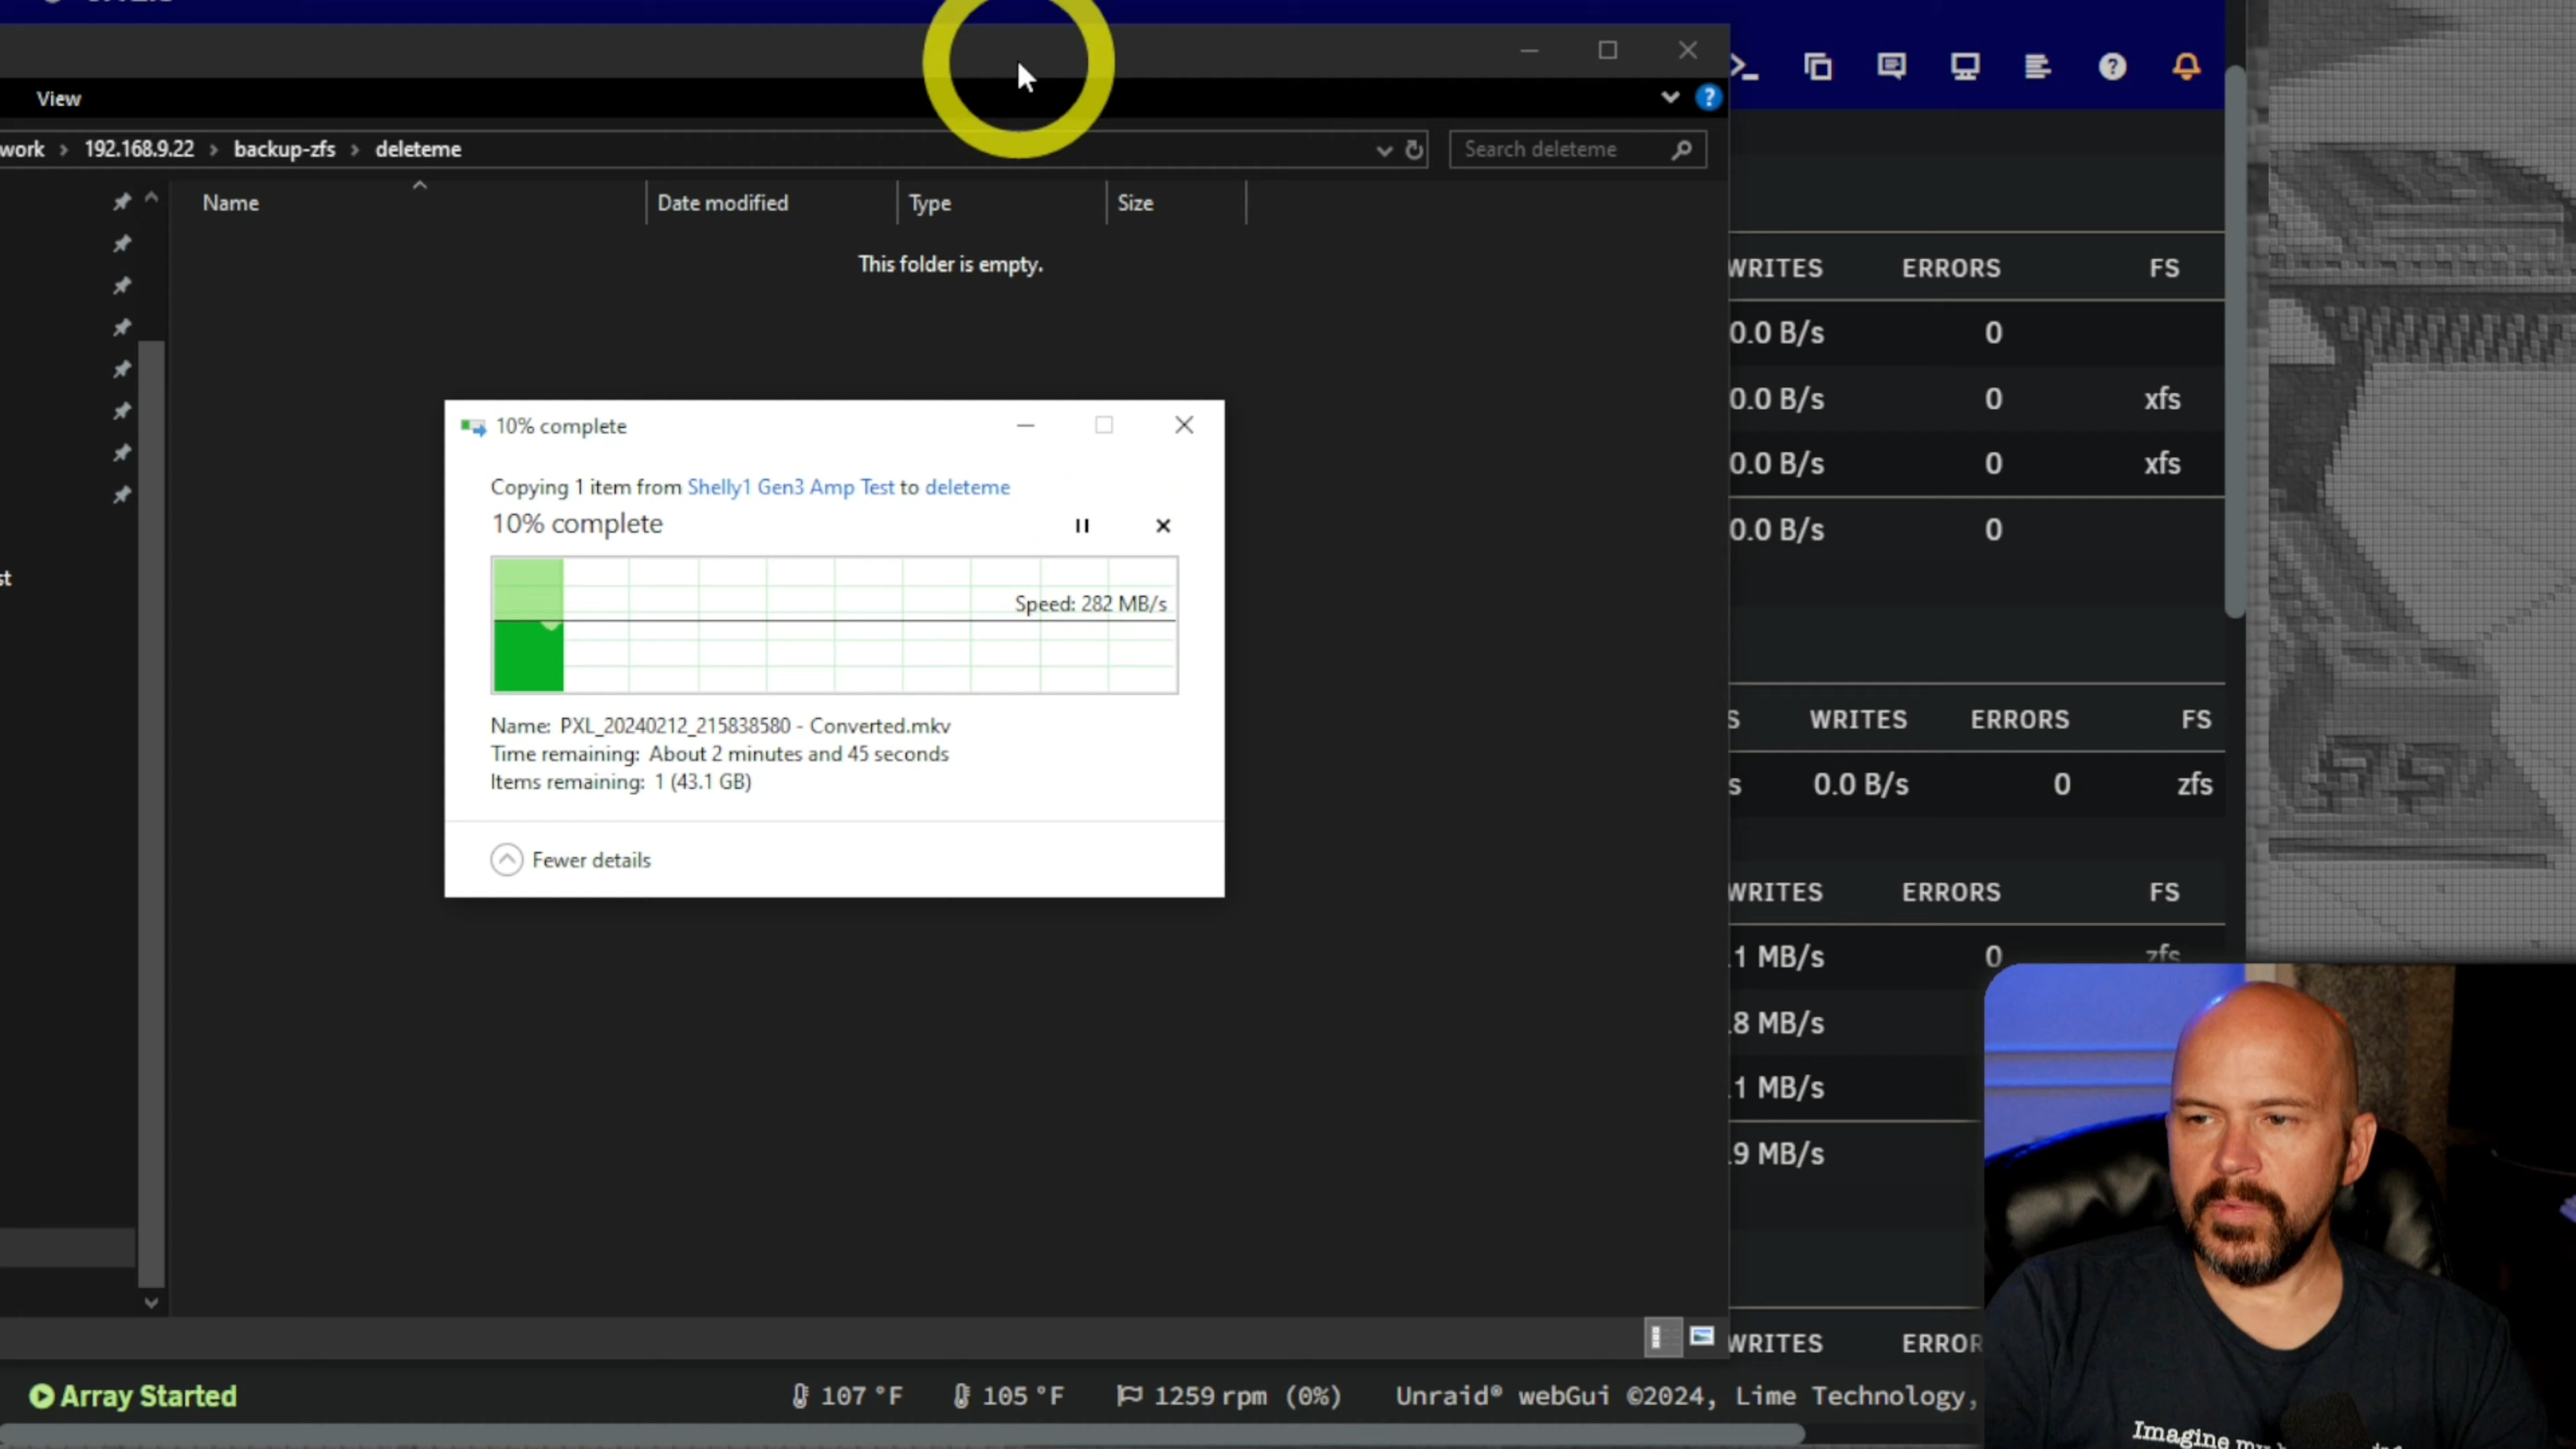 View
work > 192.168.9.22 > backup-zfs > deleteme
Search deleteme
Name
Date modified
Type
Size
This folder is empty.
st
10% complete
Copying 1 item from Shelly1 Gen3 Amp Test to deleteme
10% complete
Speed: 282 MB/s
Name: PXL_20240212_215838580 - Converted.mkv
Time remaining: About 2 minutes and 45 seconds
Items remaining: 1 (43.1 GB)
Fewer details
WRITES ERRORS FS
0.0 B/s 0
0.0 B/s 0 xfs
0.0 B/s 0 xfs
0.0 B/s 0
S WRITES ERRORS FS
s 0.0 B/s 0 zfs
WRITES ERRORS FS
.1 MB/s 0 zfs
.8 MB/s
.1 MB/s
.9 MB/s
WRITES ERROR
Array Started 107 °F 105 °F 1259 rpm (0%) Unraid® webGui ©2024, Lime Technology,
Imagine